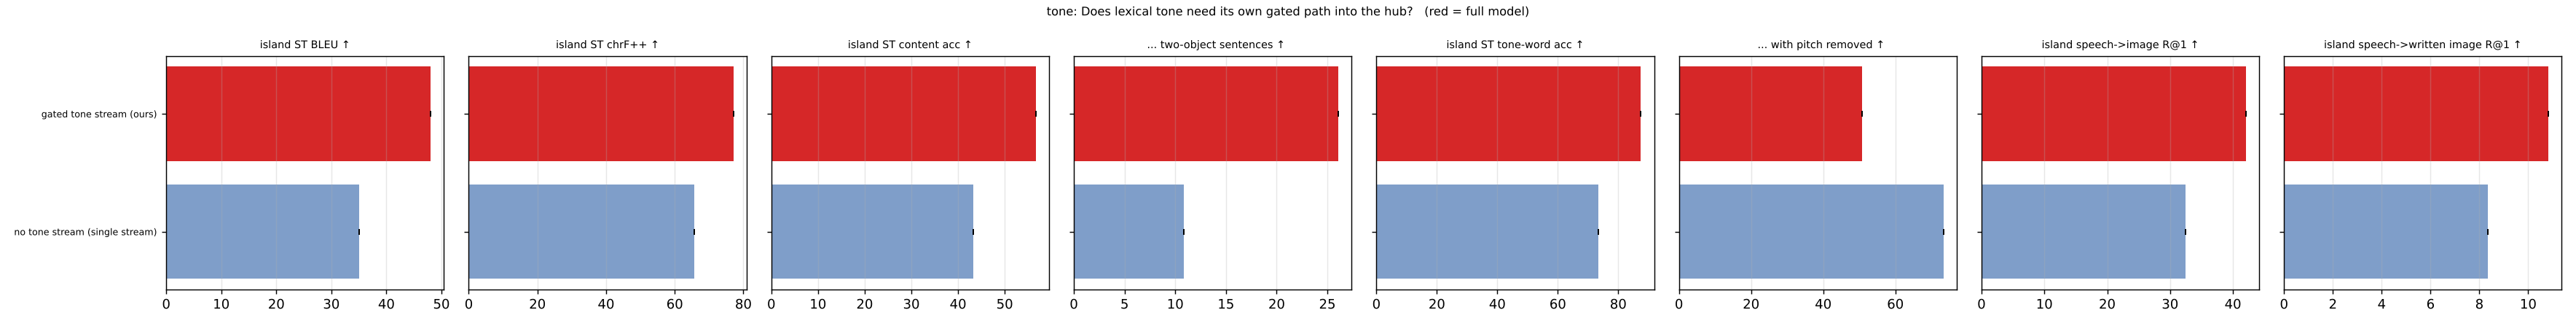 tone: Does lexical tone need its own gated path into the hub?   (red = full model)
island ST BLEU ↑
island ST chrF++ ↑
island ST content acc ↑
... two-object sentences ↑
island ST tone-word acc ↑
... with pitch removed ↑
island speech->image R@1 ↑
island speech->written image R@1 ↑
gated tone stream (ours)
no tone stream (single stream)
0 10 20 30 40 50
0 20 40 60 80
0 10 20 30 40 50
0 5 10 15 20 25
0 20 40 60 80
0 20 40 60
0 10 20 30 40
0 2 4 6 8 10